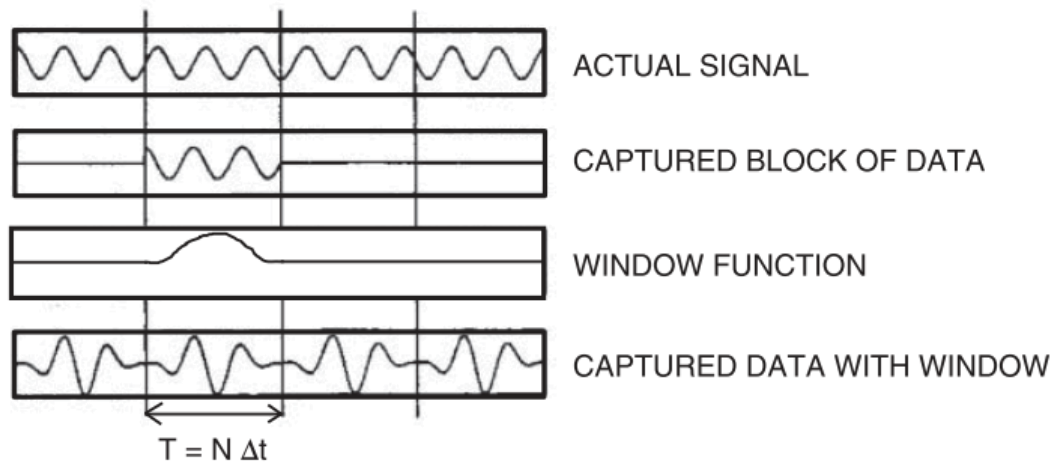 ACTUAL SIGNAL
CAPTURED BLOCK OF DATA
WINDOW FUNCTION
CAPTURED DATA WITH WINDOW
T = N Δt